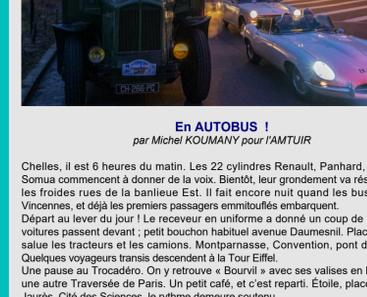 CH-266-PG
En AUTOBUS !
par Michel KOUMANY pour l'AMTUIR
Chelles, il est 6 heures du matin. Les 22 cylindres Renault, Panhard,
Somua commencent à donner de la voix. Bientôt, leur grondement va rés
les froides rues de la banlieue Est. Il fait encore nuit quand les bus
Vincennes, et déjà les premiers passagers emmitouflés embarquent.
Départ au lever du jour ! Le receveur en uniforme a donné un coup de
voitures passent devant ; petit bouchon habituel avenue Daumesnil. Plac
salue les tracteurs et les camions. Montparnasse, Convention, pont d
Quelques voyageurs transis descendent à la Tour Eiffel.
Une pause au Trocadéro. On y retrouve « Bourvil » avec ses valises en
une autre Traversée de Paris. Un petit café, et c'est reparti. Étoile, place
Jaurès, Cité des Sciences, le rythme demeure soutenu.